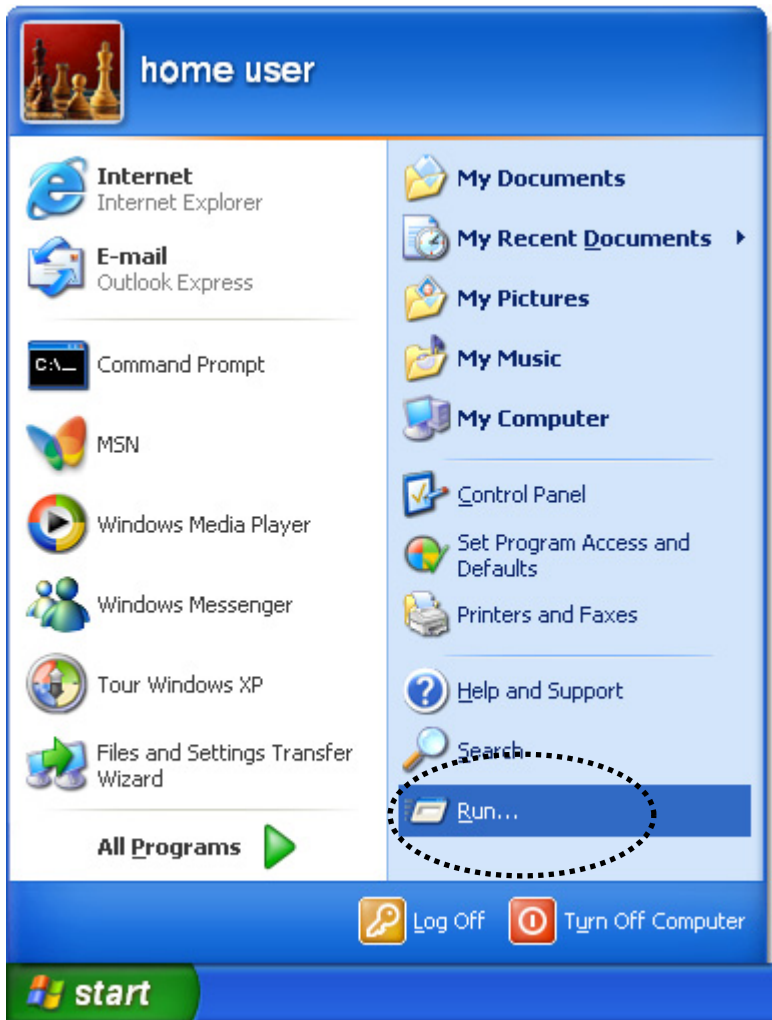 home user
Internet
Internet Explorer
E-mail
Outlook Express
C:\_
Command Prompt
MSN
Windows Media Player
Windows Messenger
Tour Windows XP
Files and Settings Transfer
Wizard
All Programs
My Documents
My Recent Documents
My Pictures
My Music
My Computer
Control Panel
Set Program Access and
Defaults
Printers and Faxes
Help and Support
Search
Run...
Log Off
Turn Off Computer
start